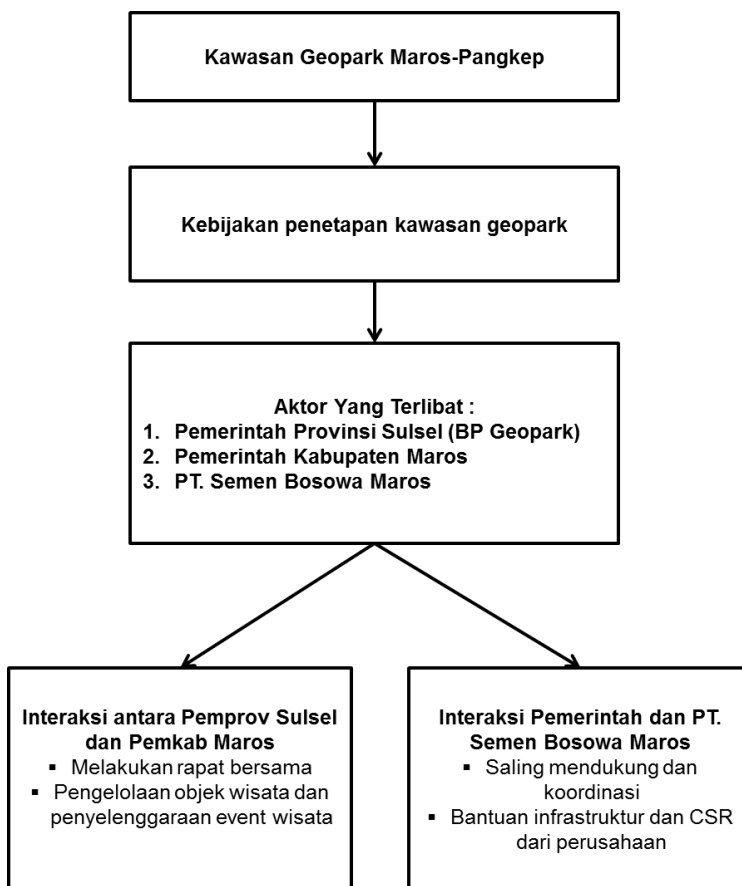 Kawasan Geopark Maros-Pangkep
Kebijakan penetapan kawasan geopark
Aktor Yang Terlibat :
1. Pemerintah Provinsi Sulsel (BP Geopark)
2. Pemerintah Kabupaten Maros
3. PT. Semen Bosowa Maros
Interaksi antara Pemprov Sulsel
dan Pemkab Maros
▪ Melakukan rapat bersama
▪ Pengelolaan objek wisata dan
penyelenggaraan event wisata
Interaksi Pemerintah dan PT.
Semen Bosowa Maros
▪ Saling mendukung dan
koordinasi
▪ Bantuan infrastruktur dan CSR
dari perusahaan